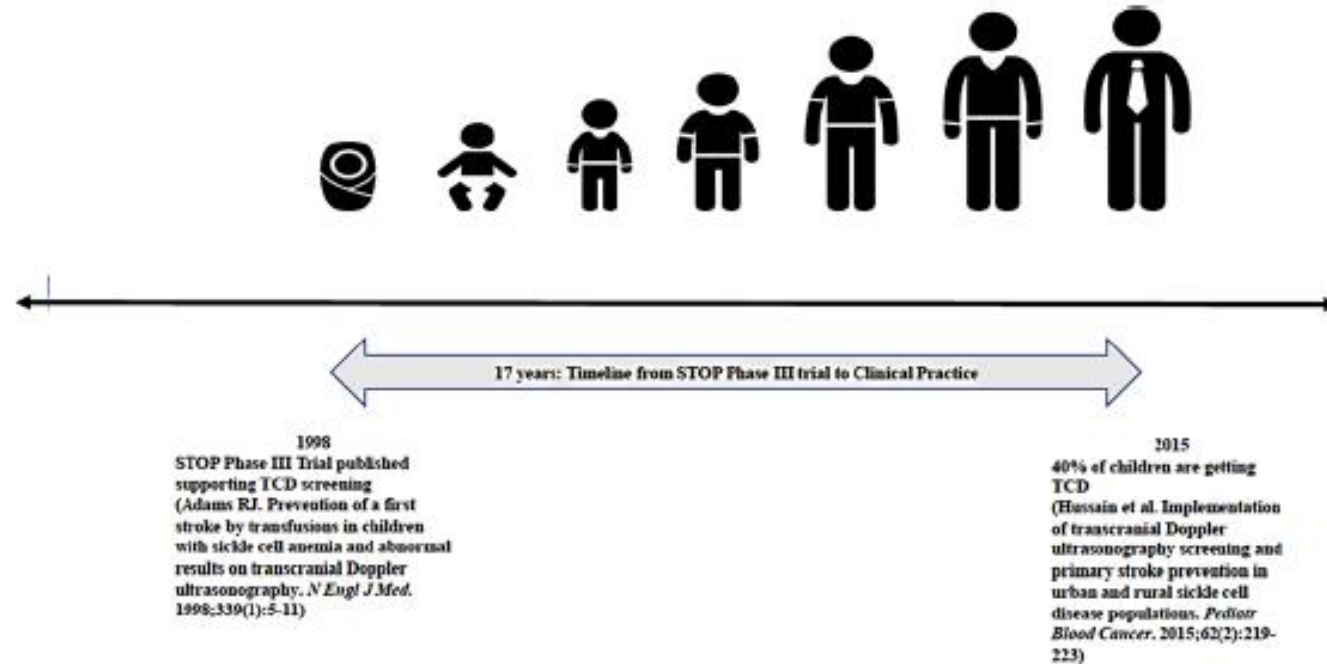 17 years: Timeline from STOP Phase III trial to Clinical Practice
1998
STOP Phase III Trial published
supporting TCD screening
(Adams RJ. Prevention of a first
stroke by transfusions in children
with sickle cell anemia and abnormal
results on transcranial Doppler
ultrasonography. N Engl J Med.
1998;339(1):5-11)
2015
40% of children are getting
TCD
(Hussain et al. Implementation
of transcranial Doppler
ultrasonography screening and
primary stroke prevention in
urban and rural sickle cell
disease populations. Pediatr
Blood Cancer. 2015;62(2):219-
223)